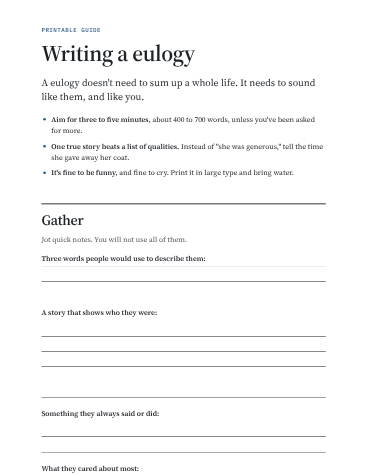 PRINTABLE GUIDE
Writing a eulogy
A eulogy doesn't need to sum up a whole life. It needs to sound
like them, and like you.
• Aim for three to five minutes, about 400 to 700 words, unless you've been asked
for more.
• One true story beats a list of qualities. Instead of "she was generous," tell the time
she gave away her coat.
• It's fine to be funny, and fine to cry. Print it in large type and bring water.
Gather
Jot quick notes. You will not use all of them.
Three words people would use to describe them:
A story that shows who they were:
Something they always said or did:
What they cared about most: